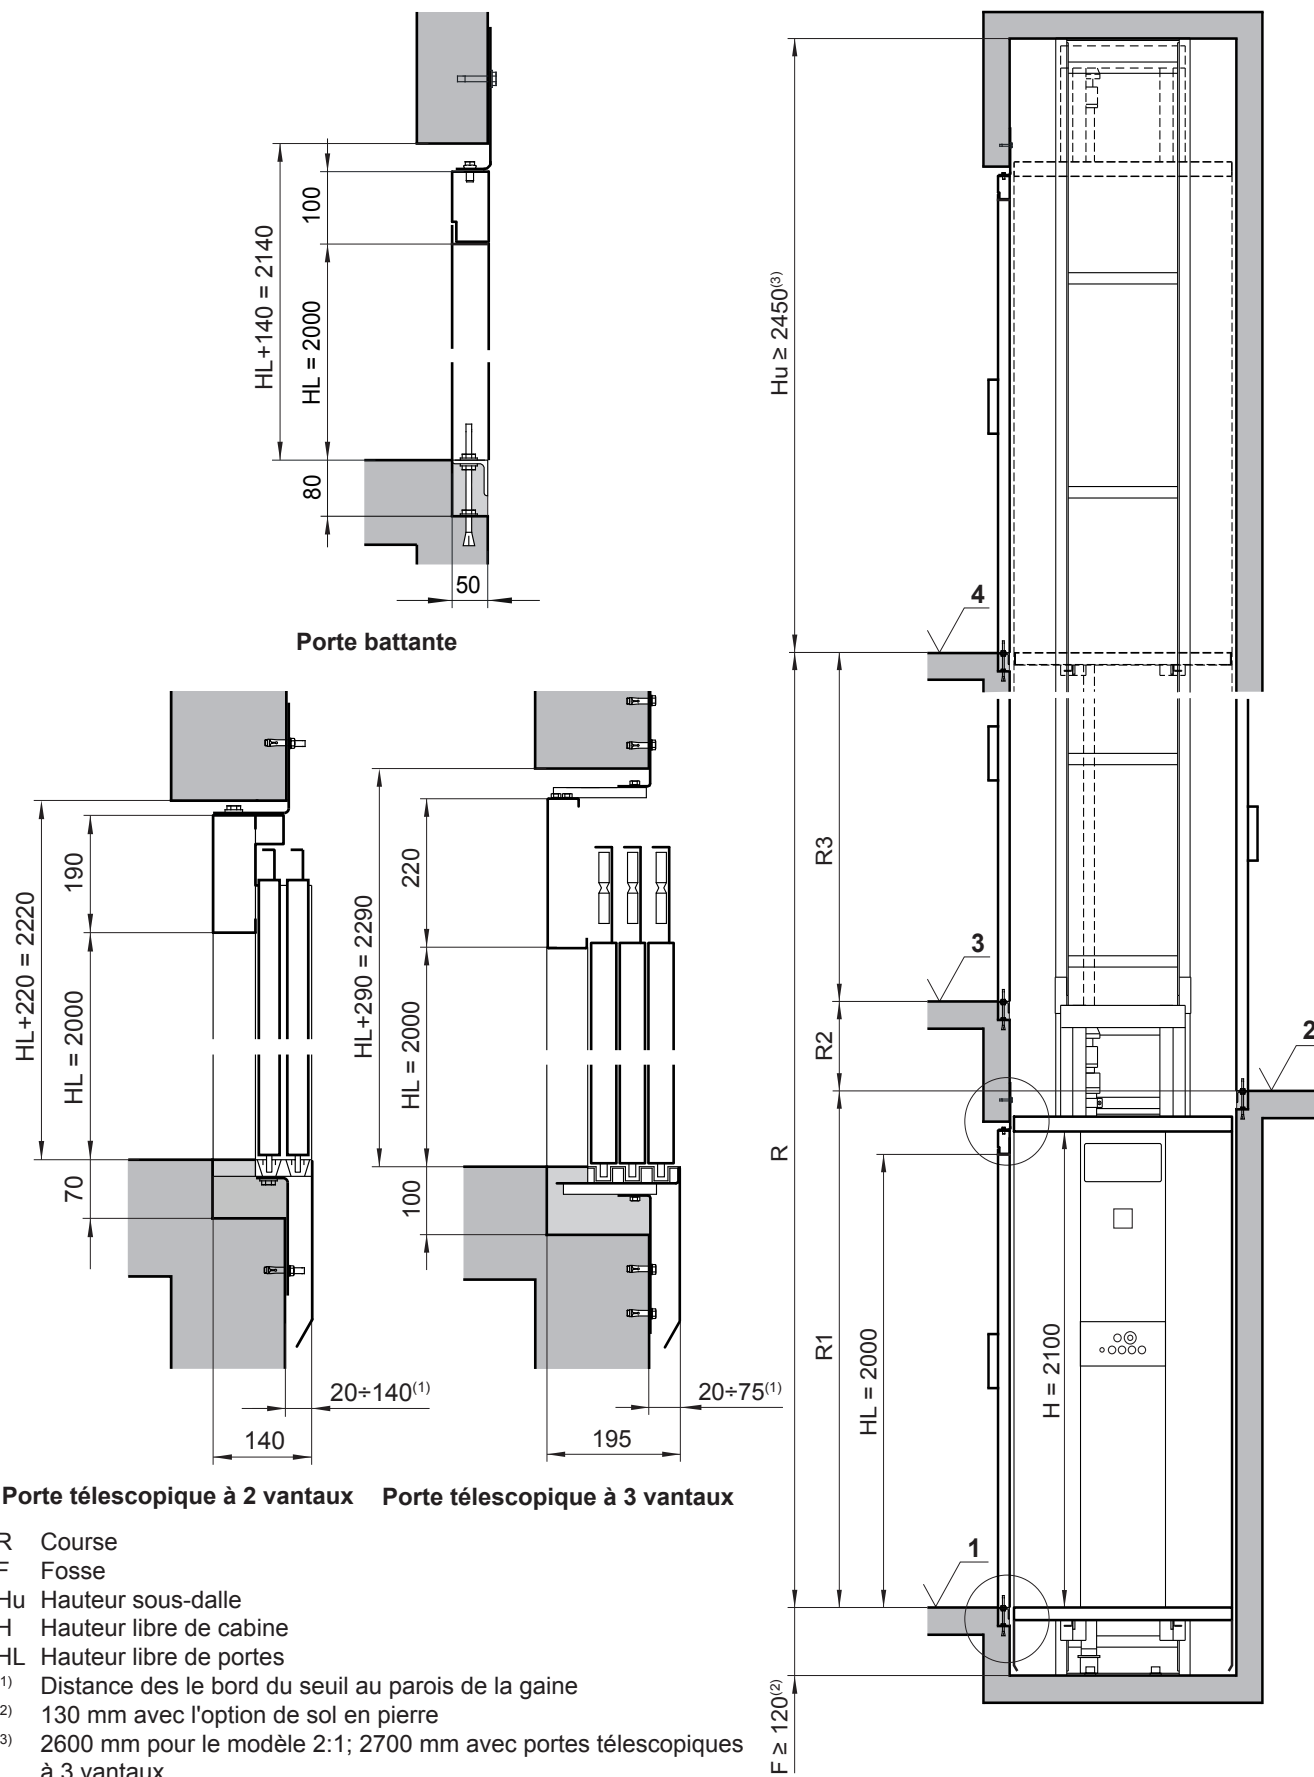 HL+140 = 2140
100
HL = 2000
80
50
Porte battante
HL+220 = 2220
190
HL = 2000
70
20÷140(1)
140
Porte télescopique à 2 vantaux
HL+290 = 2290
220
HL = 2000
100
20÷75(1)
195
Porte télescopique à 3 vantaux
Hu ≥ 2450(3)
4
R3
3
R2
2
R
R1
HL = 2000
H = 2100
1
F ≥ 120(2)
R Course
F Fosse
Hu Hauteur sous-dalle
H Hauteur libre de cabine
HL Hauteur libre de portes
(1) Distance des le bord du seuil au parois de la gaine
(2) 130 mm avec l'option de sol en pierre
(3) 2600 mm pour le modèle 2:1; 2700 mm avec portes télescopiques
à 3 vantaux